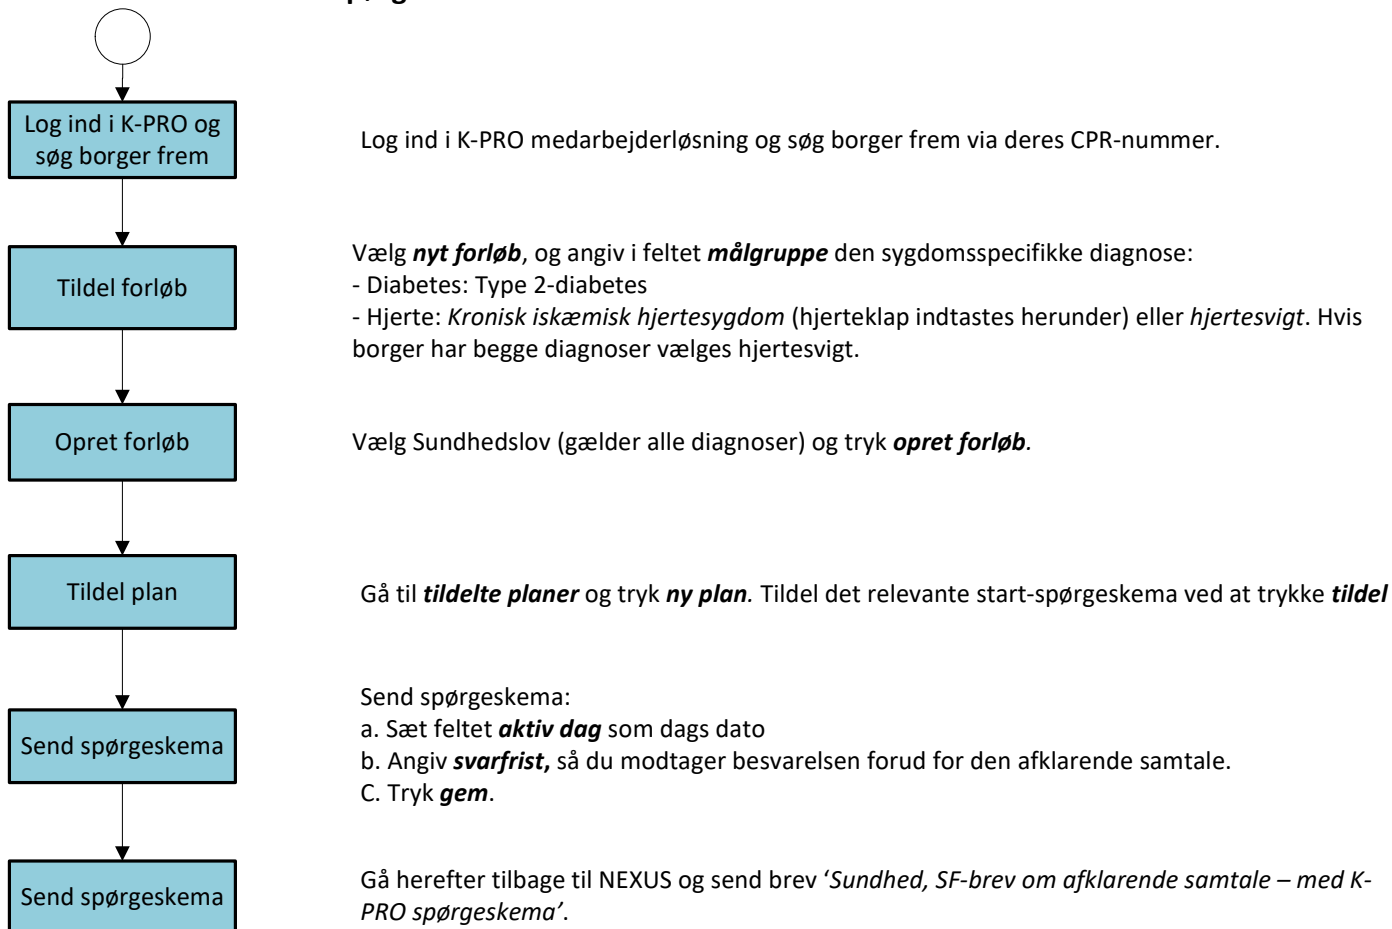 Log ind i K-PRO og
søg borger frem
Log ind i K-PRO medarbejderløsning og søg borger frem via deres CPR-nummer.
Tildel forløb
Vælg nyt forløb, og angiv i feltet målgruppe den sygdomsspecifikke diagnose:
- Diabetes: Type 2-diabetes
- Hjerte: Kronisk iskæmisk hjertesygdom (hjerteklap indtastes herunder) eller hjertesvigt. Hvis
borger har begge diagnoser vælges hjertesvigt.
Opret forløb
Vælg Sundhedslov (gælder alle diagnoser) og tryk opret forløb.
Tildel plan
Gå til tildelte planer og tryk ny plan. Tildel det relevante start-spørgeskema ved at trykke tildel
Send spørgeskema
Send spørgeskema:
a. Sæt feltet aktiv dag som dags dato
b. Angiv svarfrist, så du modtager besvarelsen forud for den afklarende samtale.
C. Tryk gem.
Send spørgeskema
Gå herefter tilbage til NEXUS og send brev ‘Sundhed, SF-brev om afklarende samtale – med K-
PRO spørgeskema’.